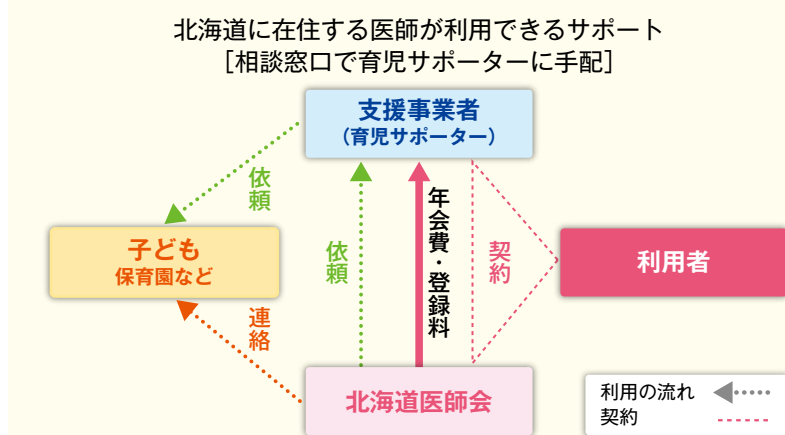 北海道に在住する医師が利用できるサポート
［相談窓口で育児サポーターに手配］
支援事業者
（育児サポーター）
依頼
子ども
保育園など
依頼
年会費・登録料
契約
利用者
連絡
北海道医師会
利用の流れ
契約